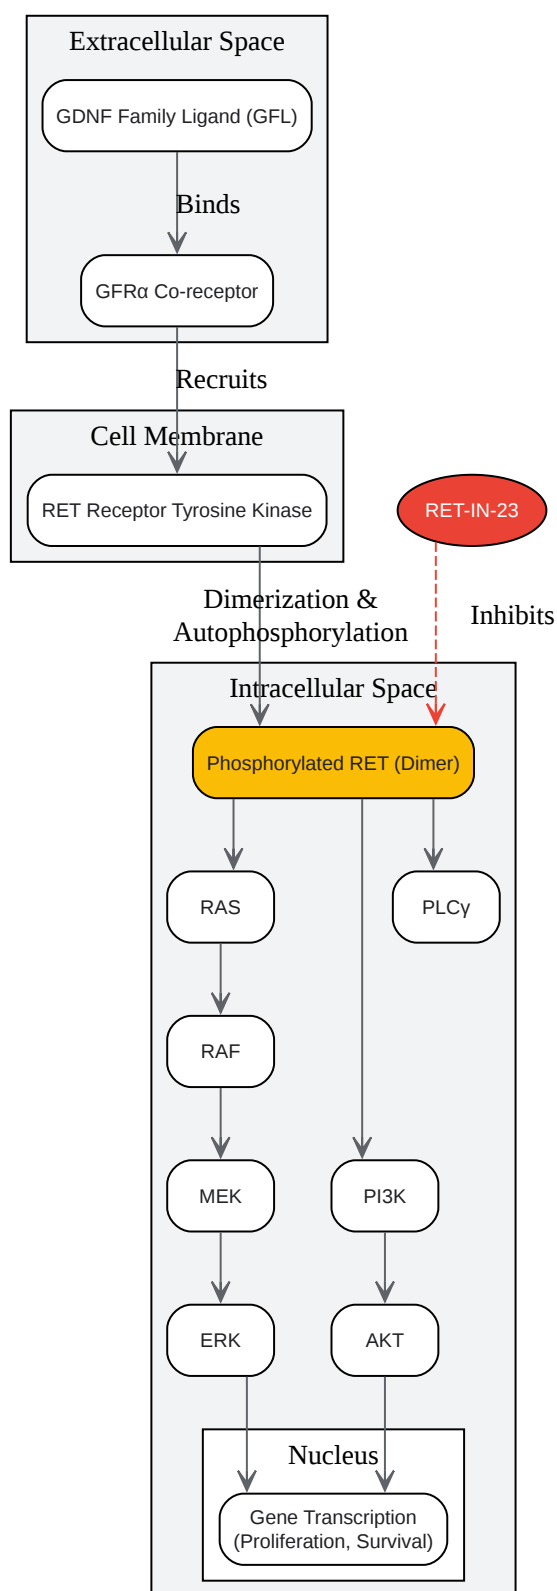 Extracellular Space
GDNF Family Ligand (GFL)
Binds
GFRα Co-receptor
Recruits
Cell Membrane
RET Receptor Tyrosine Kinase
RET-IN-23
Dimerization &
Autophosphorylation
Inhibits
Intracellular Space
Phosphorylated RET (Dimer)
RAS
PLCγ
RAF
MEK
PI3K
ERK
AKT
Nucleus
Gene Transcription
(Proliferation, Survival)